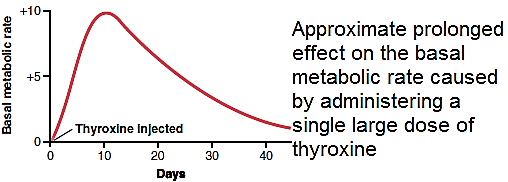 +10
+5
0
Basal metabolic rate
Thyroxine injected
0 10 20 30 40
Days
Approximate prolonged
effect on the basal
metabolic rate caused
by administering a
single large dose of
thyroxine